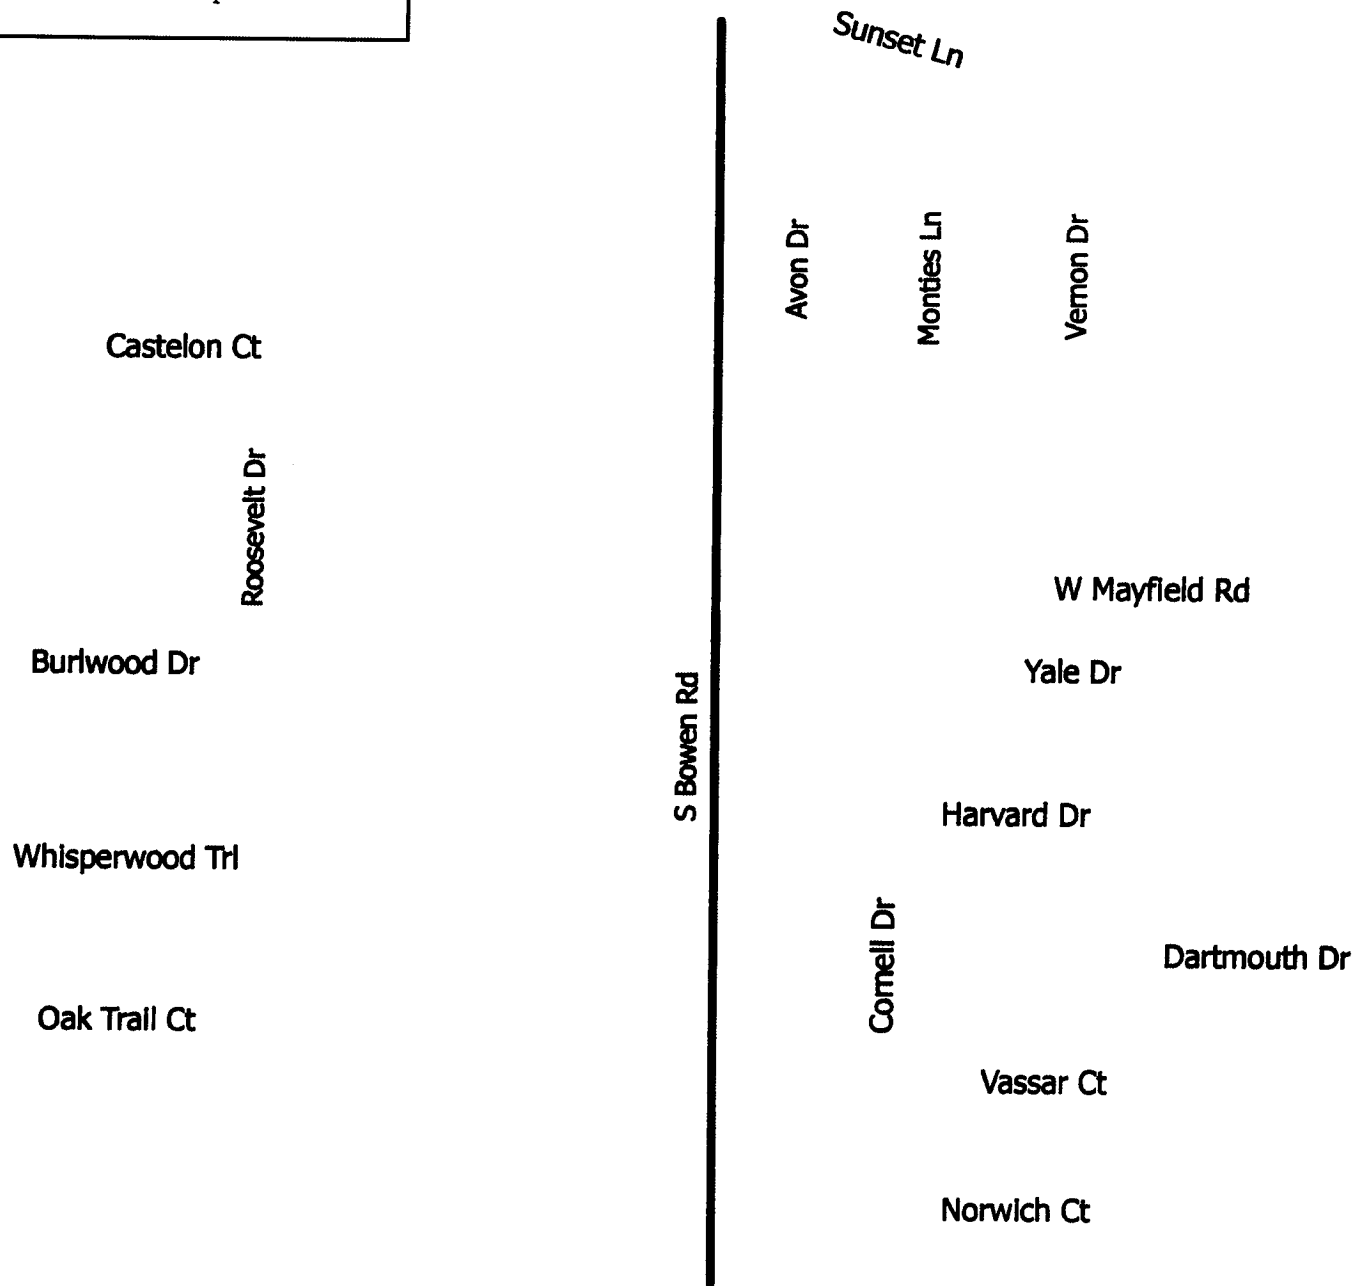 Sunset Ln
Avon Dr
Monties Ln
Vernon Dr
Castelon Ct
Roosevelt Dr
W Mayfield Rd
Burlwood Dr
Yale Dr
S Bowen Rd
Harvard Dr
Whisperwood Trl
Cornell Dr
Dartmouth Dr
Oak Trail Ct
Vassar Ct
Norwich Ct